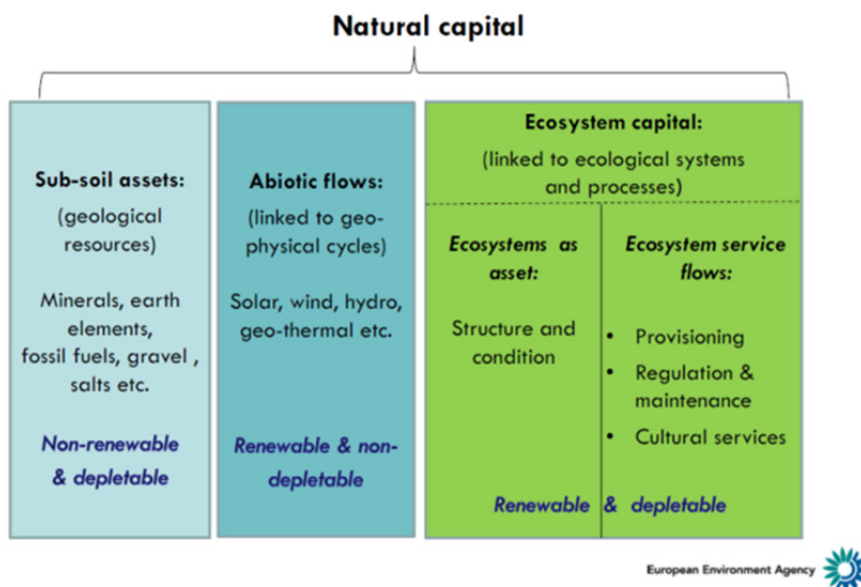 Natural capital
Sub-soil assets:
(geological
resources)
Minerals, earth
elements,
fossil fuels, gravel ,
salts etc.
Non-renewable
& depletable
Abiotic flows:
(linked to geo-
physical cycles)
Solar, wind, hydro,
geo-thermal etc.
Renewable & non-
depletable
Ecosystem capital:
(linked to ecological systems
and processes)
Ecosystems as
asset:
Structure and
condition
Ecosystem service
flows:
• Provisioning
• Regulation &
maintenance
• Cultural services
Renewable & depletable
European Environment Agency